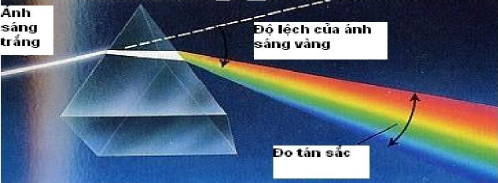 Ánh
sáng
trắng
Độ lệch của ánh
sáng vàng
Đo tán sắc